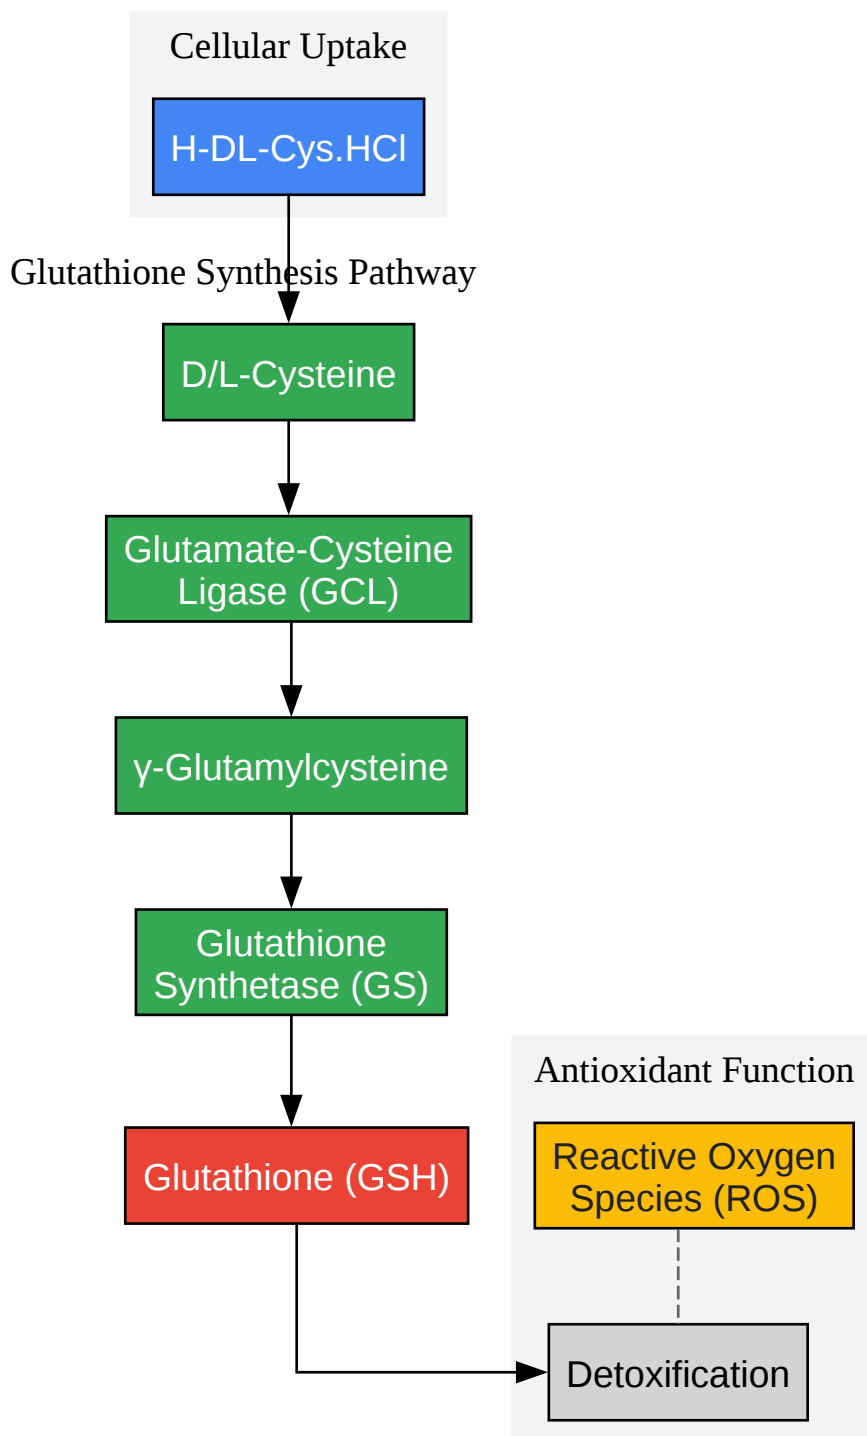 Cellular Uptake
H-DL-Cys.HCl
Glutathione Synthesis Pathway
D/L-Cysteine
Glutamate-Cysteine
Ligase (GCL)
γ-Glutamylcysteine
Glutathione
Synthetase (GS)
Glutathione (GSH)
Antioxidant Function
Reactive Oxygen
Species (ROS)
Detoxification